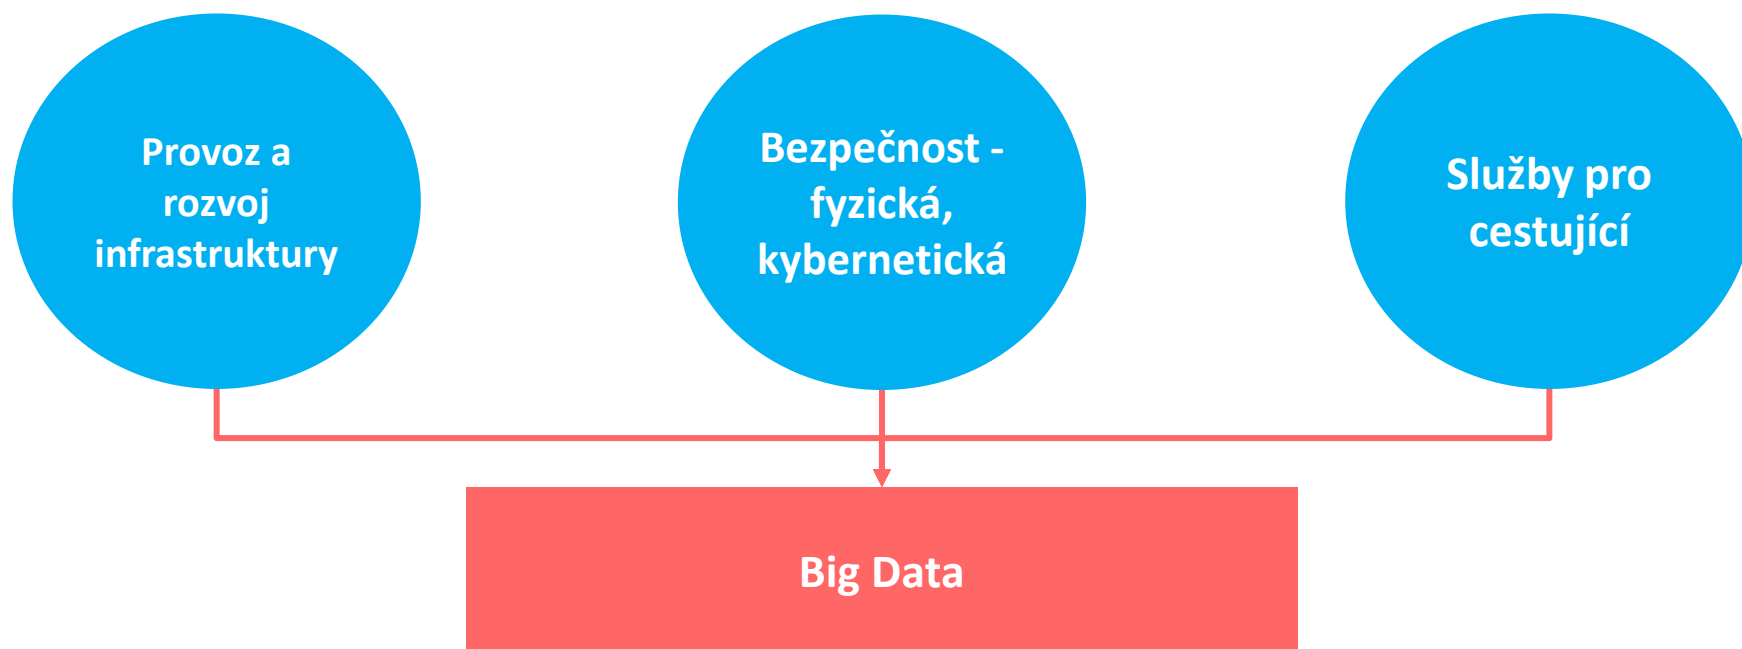 Provoz a
rozvoj
infrastruktury
Bezpečnost -
fyzická,
kybernetická
Služby pro
cestující
Big Data